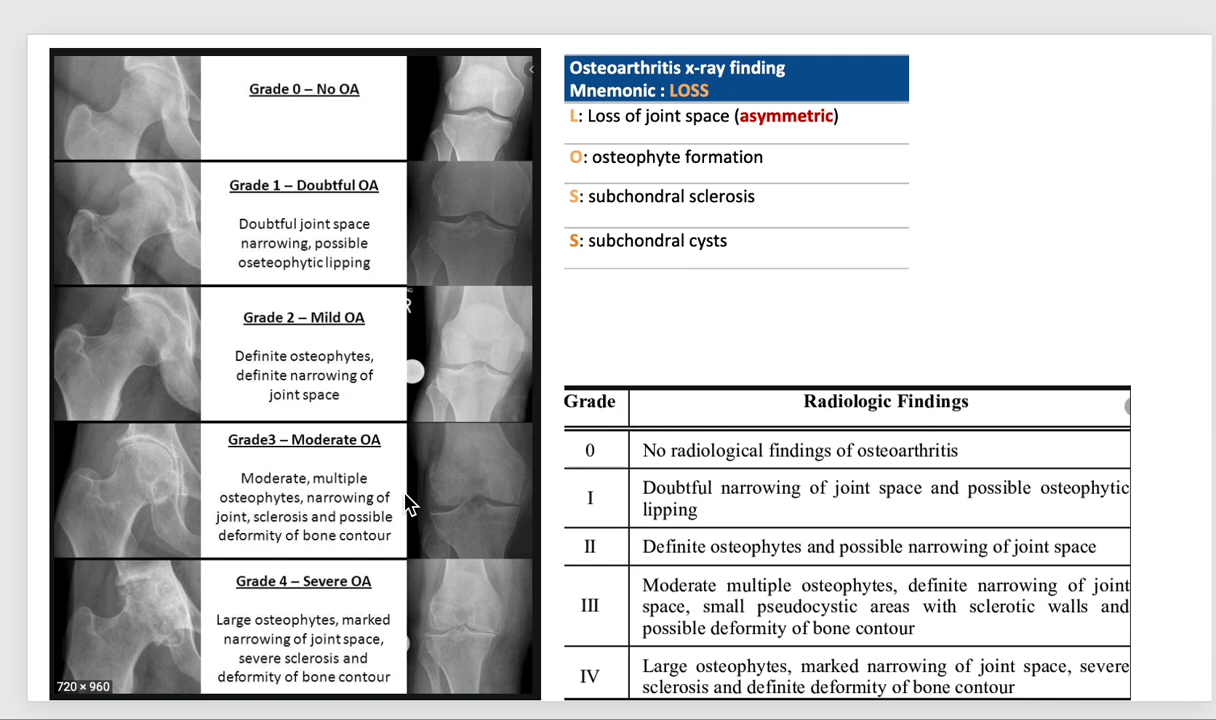 Grade 0 – No OA
Grade 1 – Doubtful OA
Doubtful joint space
narrowing, possible
oseteophytic lipping
Grade 2 – Mild OA
Definite osteophytes,
definite narrowing of
joint space
Grade3 – Moderate OA
Moderate, multiple
osteophytes, narrowing of
joint, sclerosis and possible
deformity of bone contour
Grade 4 – Severe OA
Large osteophytes, marked
narrowing of joint space,
severe sclerosis and
deformity of bone contour
720 × 960
R
Osteoarthritis x-ray finding
Mnemonic : LOSS
L: Loss of joint space (asymmetric)
O: osteophyte formation
S: subchondral sclerosis
S: subchondral cysts
Grade Radiologic Findings
0 No radiological findings of osteoarthritis
I Doubtful narrowing of joint space and possible osteophytic
lipping
II Definite osteophytes and possible narrowing of joint space
III Moderate multiple osteophytes, definite narrowing of joint
space, small pseudocystic areas with sclerotic walls and
possible deformity of bone contour
IV Large osteophytes, marked narrowing of joint space, severe
sclerosis and definite deformity of bone contour